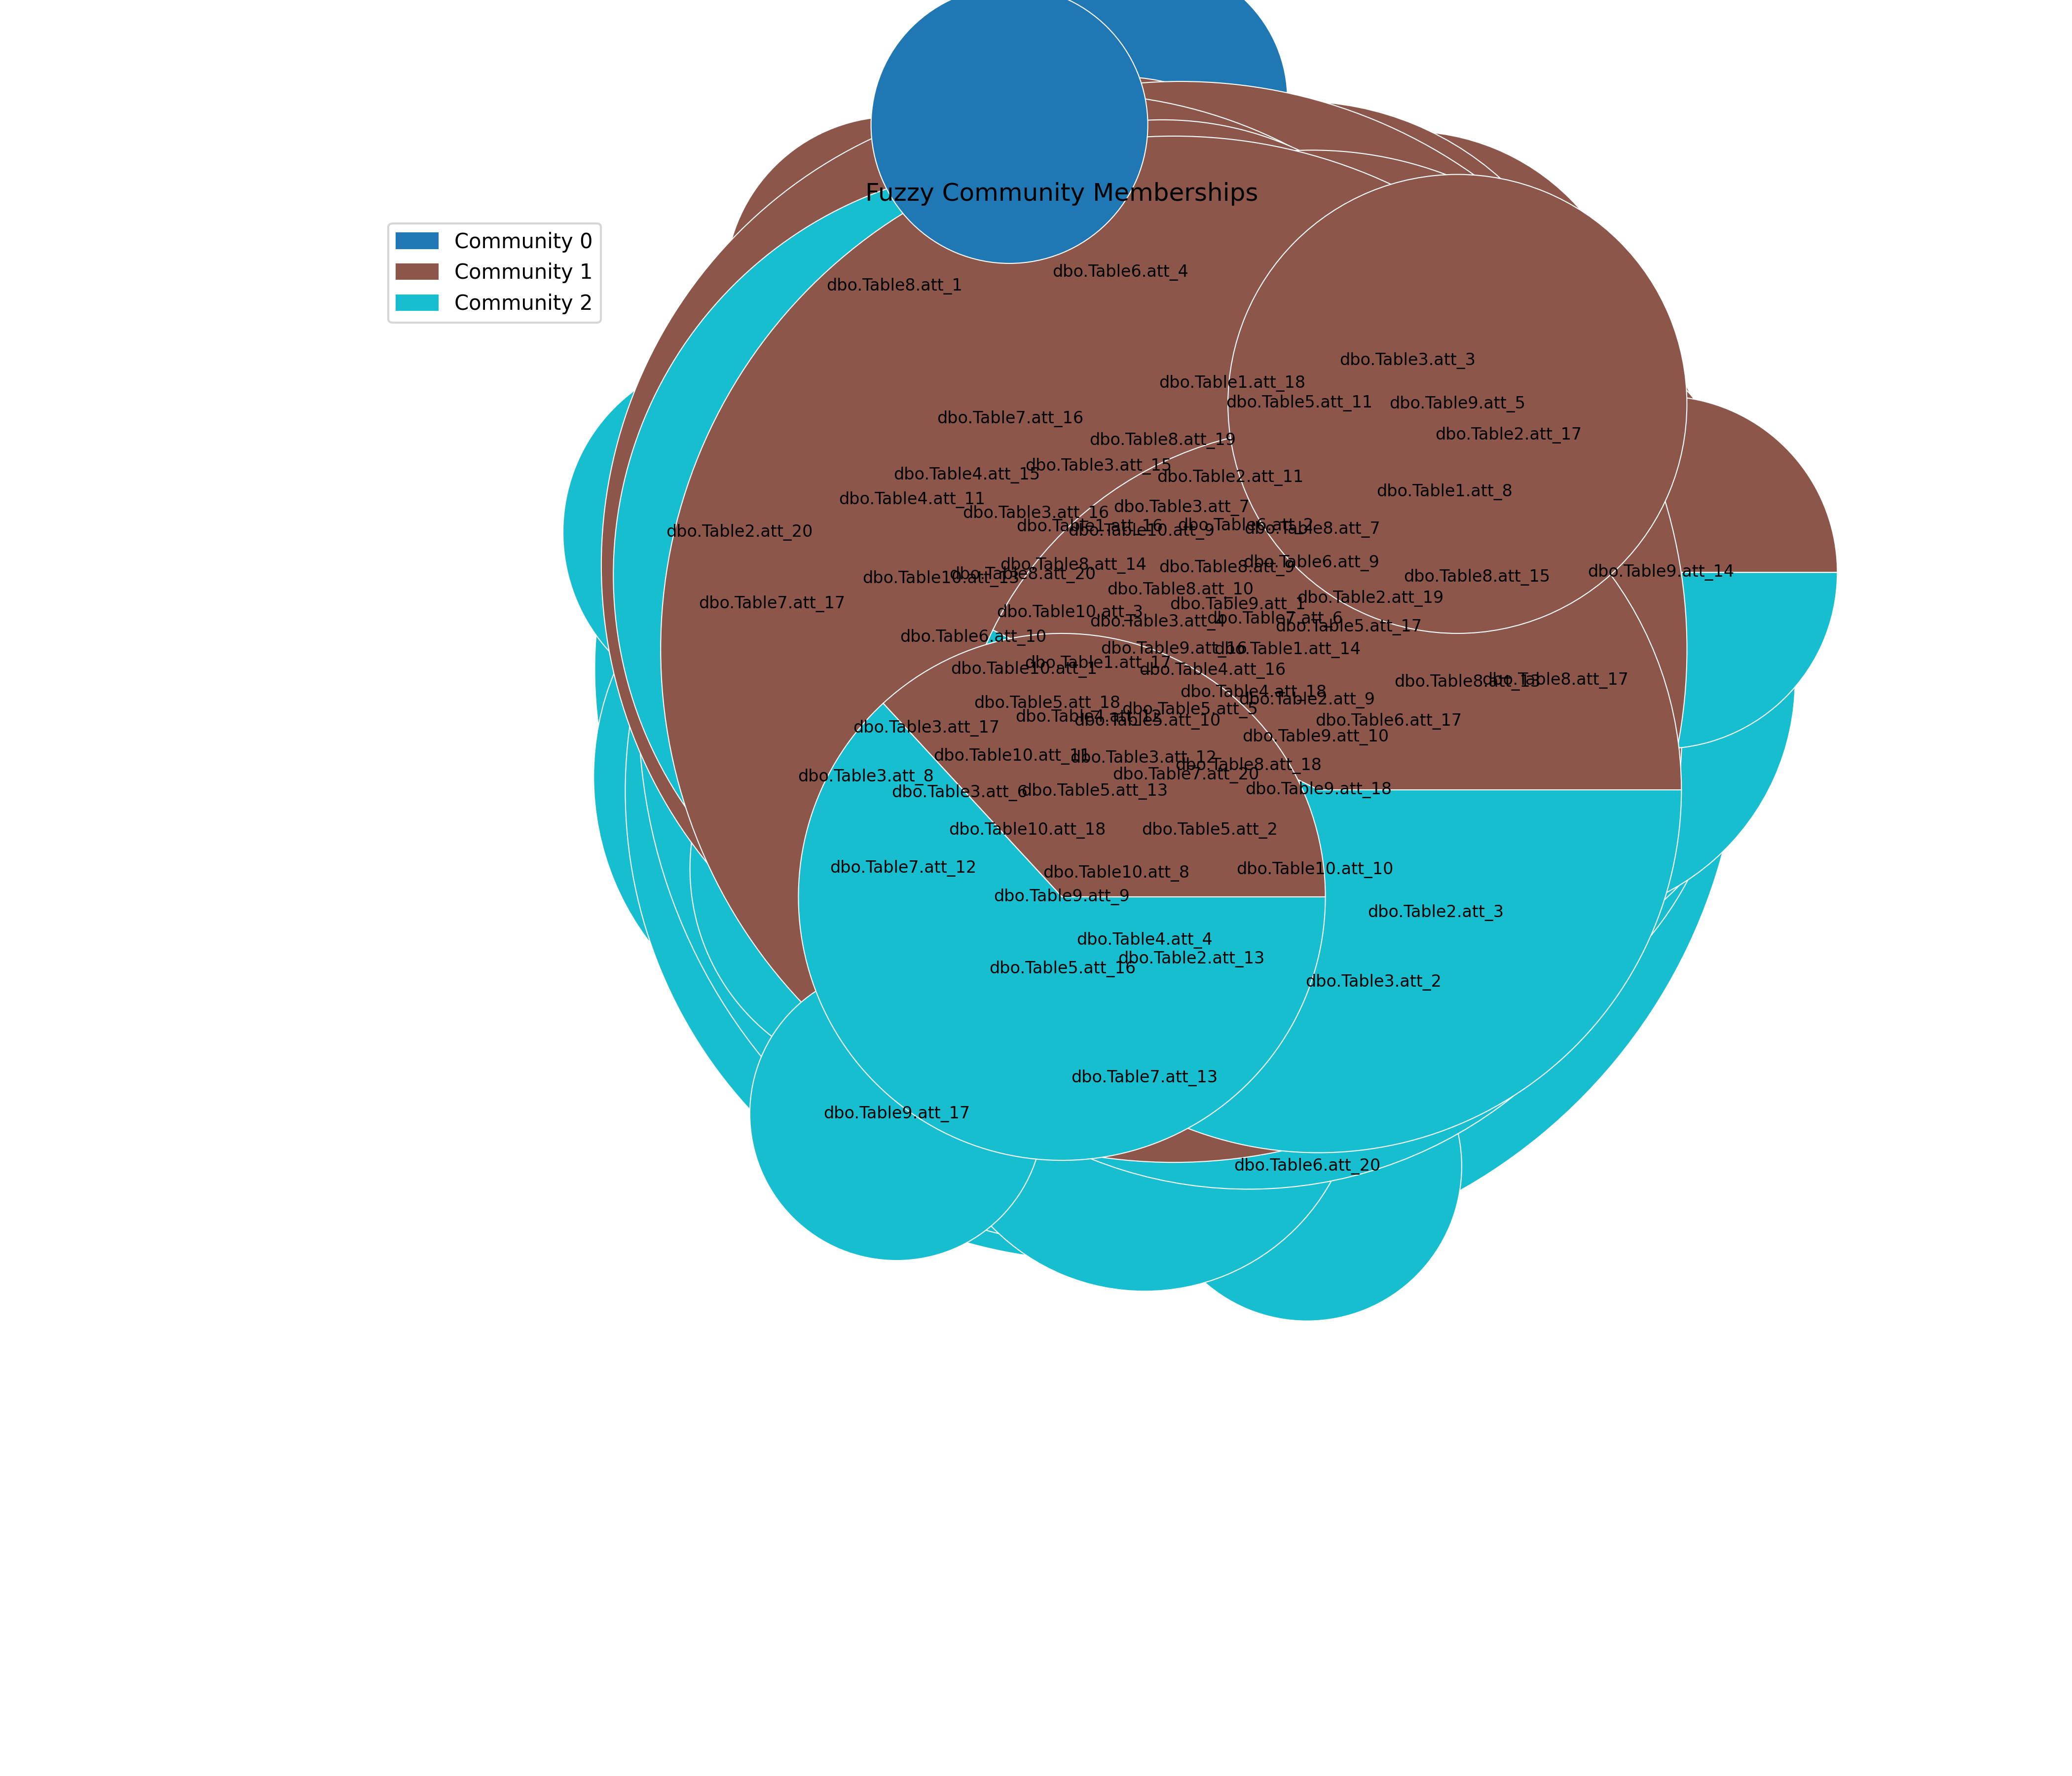 Fuzzy Community Memberships
Community 0
Community 1
Community 2
dbo.Table6.att_4
dbo.Table8.att_1
dbo.Table3.att_3
dbo.Table1.att_18
dbo.Table5.att_11
dbo.Table9.att_5
dbo.Table7.att_16
dbo.Table2.att_17
dbo.Table8.att_19
dbo.Table3.att_15
dbo.Table4.att_15
dbo.Table2.att_11
dbo.Table1.att_8
dbo.Table4.att_11
dbo.Table3.att_7
dbo.Table3.att_16
dbo.Table1.att_16
dbo.Table6.att_2
dbo.Table8.att_7
dbo.Table10.att_9
dbo.Table2.att_20
dbo.Table6.att_9
dbo.Table8.att_14
dbo.Table8.att_9
dbo.Table9.att_14
dbo.Table8.att_20
dbo.Table8.att_15
dbo.Table10.att_13
dbo.Table8.att_10
dbo.Table2.att_19
dbo.Table7.att_17
dbo.Table9.att_1
dbo.Table10.att_3
dbo.Table7.att_6
dbo.Table3.att_4
dbo.Table5.att_17
dbo.Table6.att_10
dbo.Table9.att_16
dbo.Table1.att_14
dbo.Table1.att_17
dbo.Table10.att_1
dbo.Table4.att_16
dbo.Table8.att_13
dbo.Table8.att_17
dbo.Table4.att_18
dbo.Table2.att_9
dbo.Table5.att_18
dbo.Table5.att_5
dbo.Table4.att_12
dbo.Table5.att_10
dbo.Table6.att_17
dbo.Table3.att_17
dbo.Table9.att_10
dbo.Table10.att_11
dbo.Table3.att_12
dbo.Table8.att_18
dbo.Table7.att_20
dbo.Table3.att_8
dbo.Table9.att_18
dbo.Table5.att_13
dbo.Table3.att_6
dbo.Table10.att_18
dbo.Table5.att_2
dbo.Table7.att_12
dbo.Table10.att_10
dbo.Table10.att_8
dbo.Table9.att_9
dbo.Table2.att_3
dbo.Table4.att_4
dbo.Table2.att_13
dbo.Table5.att_16
dbo.Table3.att_2
dbo.Table7.att_13
dbo.Table9.att_17
dbo.Table6.att_20